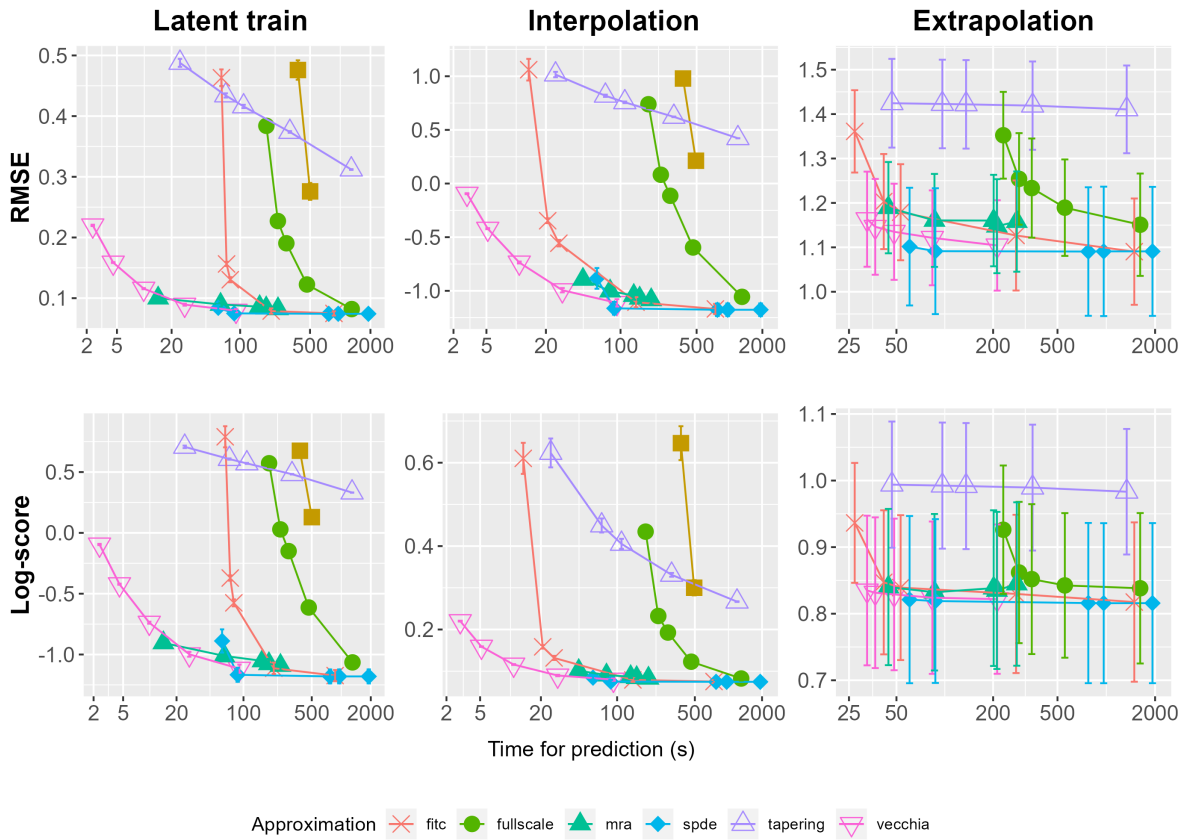 Latent train Interpolation Extrapolation
RMSE
0.5
0.4
0.3
0.2
0.1
2 5 20 100 500 2000
1.0
0.5
0.0
-0.5
-1.0
2 5 20 100 500 2000
1.5
1.4
1.3
1.2
1.1
1.0
25 50 200 500 2000
Log-score
0.5
0.0
-0.5
-1.0
2 5 20 100 500 2000
0.6
0.4
0.2
2 5 20 100 500 2000
1.1
1.0
0.9
0.8
0.7
25 50 200 500 2000
Time for prediction (s)
Approximation fitc fullscale mra spde tapering vecchia